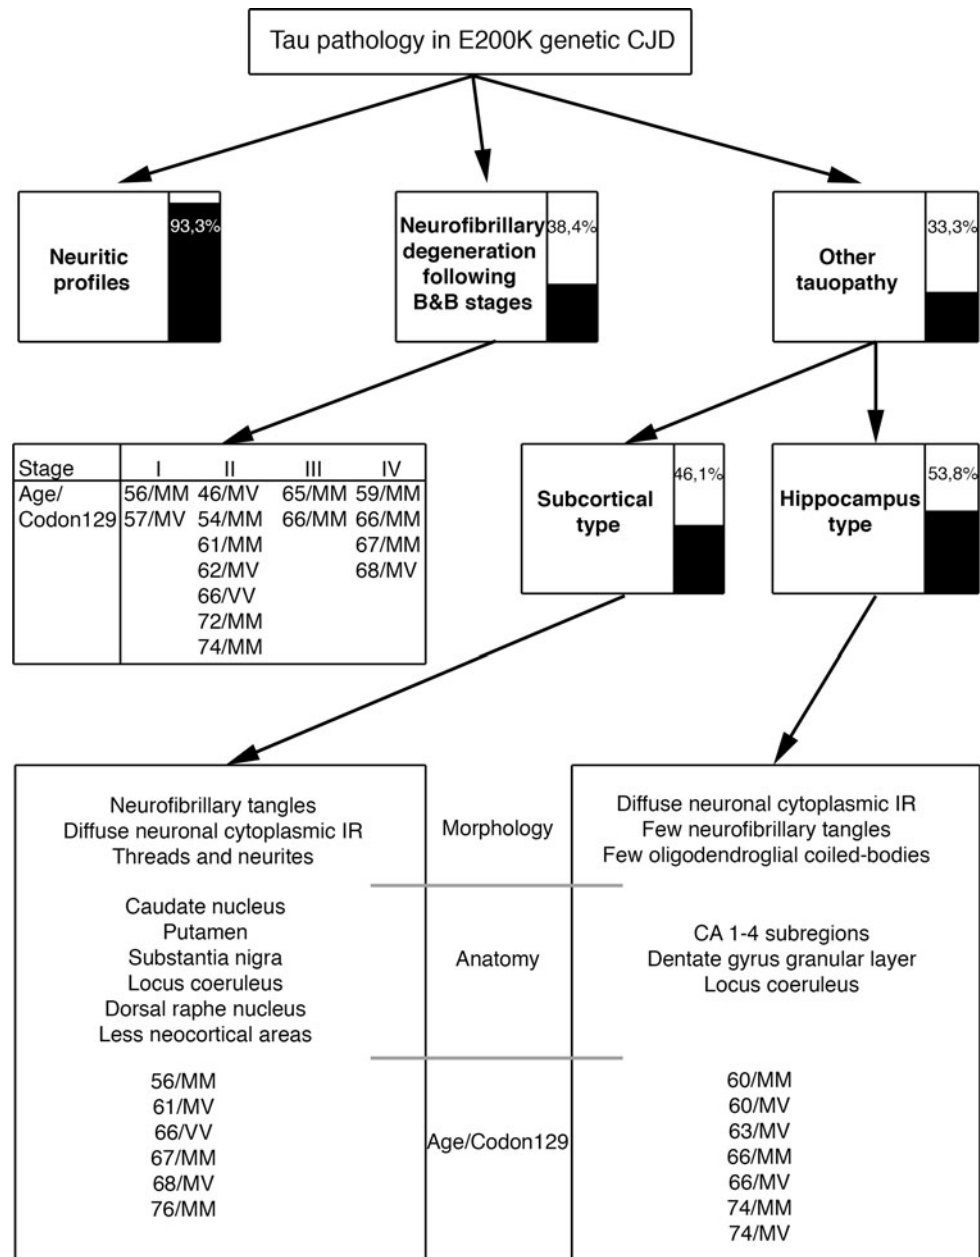 Tau pathology in E200K genetic CJD
Neuritic
profiles
93,3%
Neurofibrillary
degeneration
following
B&B stages
38,4%
Other
tauopathy
33,3%
Stage I II III IV
Age/ 56/MM 46/MV 65/MM 59/MM
Codon129 57/MV 54/MM 66/MM 66/MM
61/MM 67/MM
62/MV 68/MV
66/VV
72/MM
74/MM
Subcortical
type
46,1%
Hippocampus
type
53,8%
Neurofibrillary tangles
Diffuse neuronal cytoplasmic IR
Threads and neurites
Morphology
Diffuse neuronal cytoplasmic IR
Few neurofibrillary tangles
Few oligodendroglial coiled-bodies
Caudate nucleus
Putamen
Substantia nigra
Locus coeruleus
Dorsal raphe nucleus
Less neocortical areas
Anatomy
CA 1-4 subregions
Dentate gyrus granular layer
Locus coeruleus
56/MM
61/MV
66/VV
67/MM
68/MV
76/MM
Age/Codon129
60/MM
60/MV
63/MV
66/MM
66/MV
74/MM
74/MV